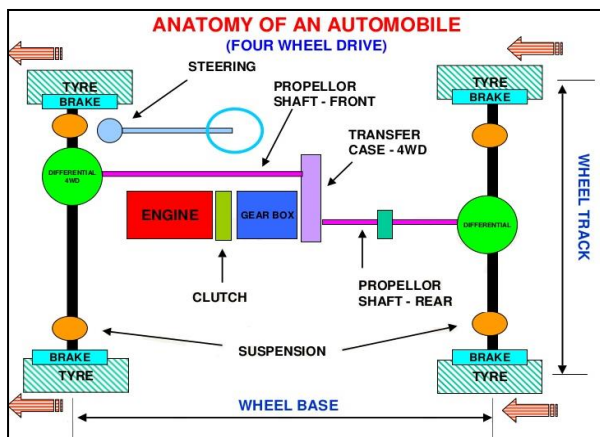 ANATOMY OF AN AUTOMOBILE
(FOUR WHEEL DRIVE)
TYRE
BRAKE
STEERING
PROPELLOR
SHAFT - FRONT
TYRE
BRAKE
TRANSFER
CASE - 4WD
DIFFERENTIAL
4WD
ENGINE
GEAR BOX
DIFFERENTIAL
WHEEL TRACK
CLUTCH
PROPELLOR
SHAFT - REAR
SUSPENSION
BRAKE
TYRE
BRAKE
TYRE
WHEEL BASE